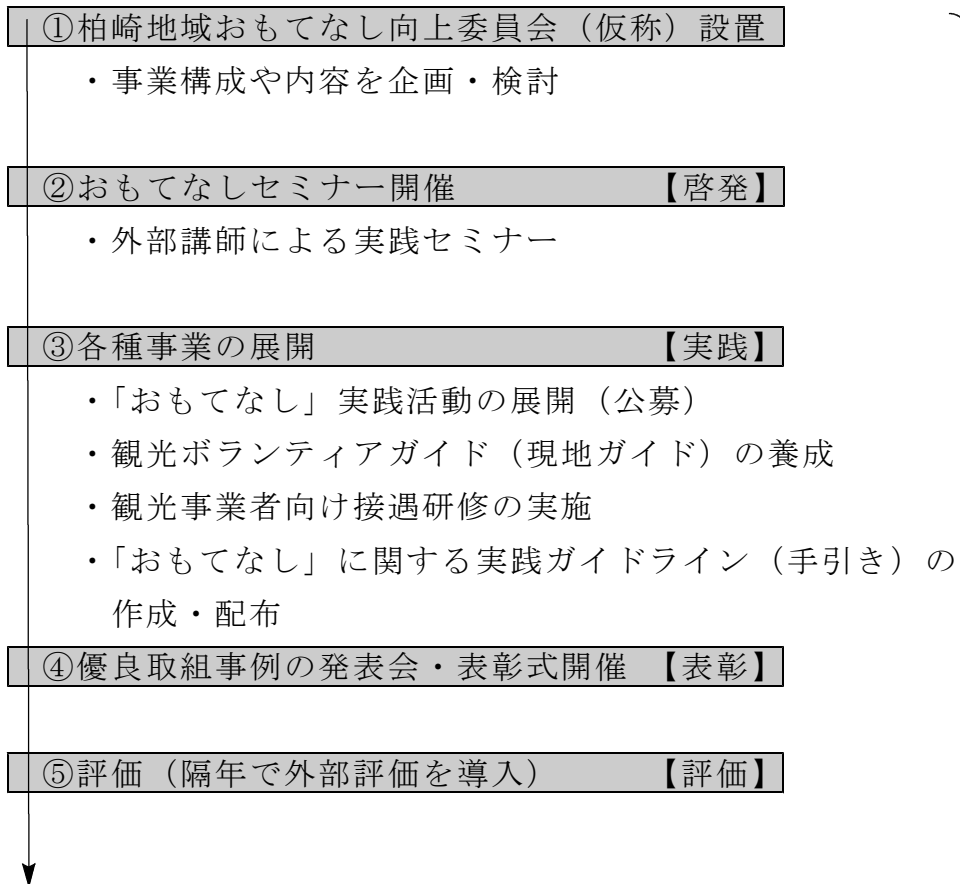 ①柏崎地域おもてなし向上委員会（仮称）設置
・事業構成や内容を企画・検討
②おもてなしセミナー開催　【啓発】
・外部講師による実践セミナー
③各種事業の展開　【実践】
・「おもてなし」実践活動の展開（公募）
・観光ボランティアガイド（現地ガイド）の養成
・観光事業者向け接遇研修の実施
・「おもてなし」に関する実践ガイドライン（手引き）の
作成・配布
④優良取組事例の発表会・表彰式開催　【表彰】
⑤評価（隔年で外部評価を導入）　【評価】